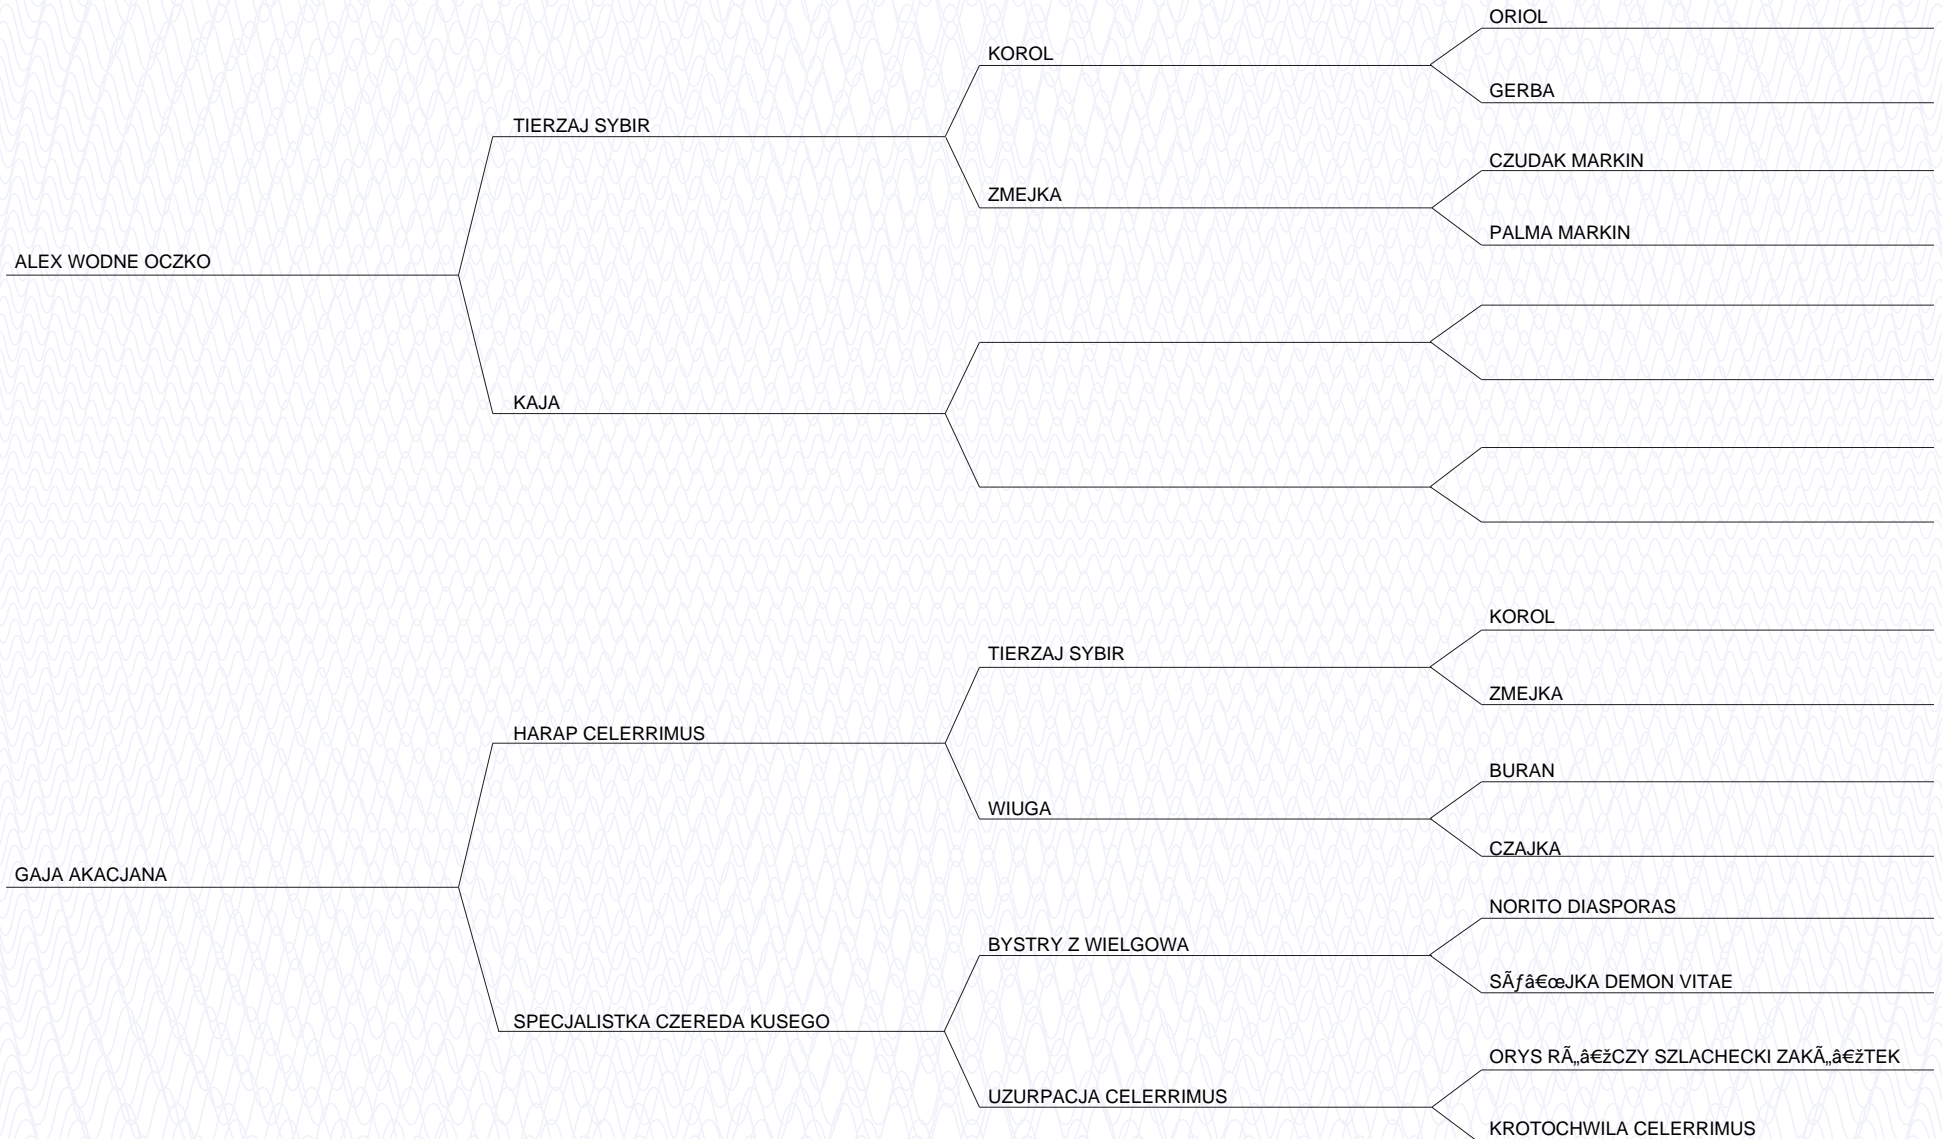 ORIOL
KOROL
GERBA
TIERZAJ SYBIR
CZUDAK MARKIN
ZMEJKA
PALMA MARKIN
ALEX WODNE OCZKO
KAJA
KOROL
TIERZAJ SYBIR
ZMEJKA
HARAP CELERRIMUS
BURAN
WIUGA
CZAJKA
GAJA AKACJANA
NORITO DIASPORAS
BYSTRY Z WIELGOWA
SÃƒâ€œJKA DEMON VITAE
SPECJALISTKA CZEREDA KUSEGO
ORYS RÃ„â€žCZY SZLACHECKI ZAKÃ„â€žTEK
UZURPACJA CELERRIMUS
KROTOCHWILA CELERRIMUS